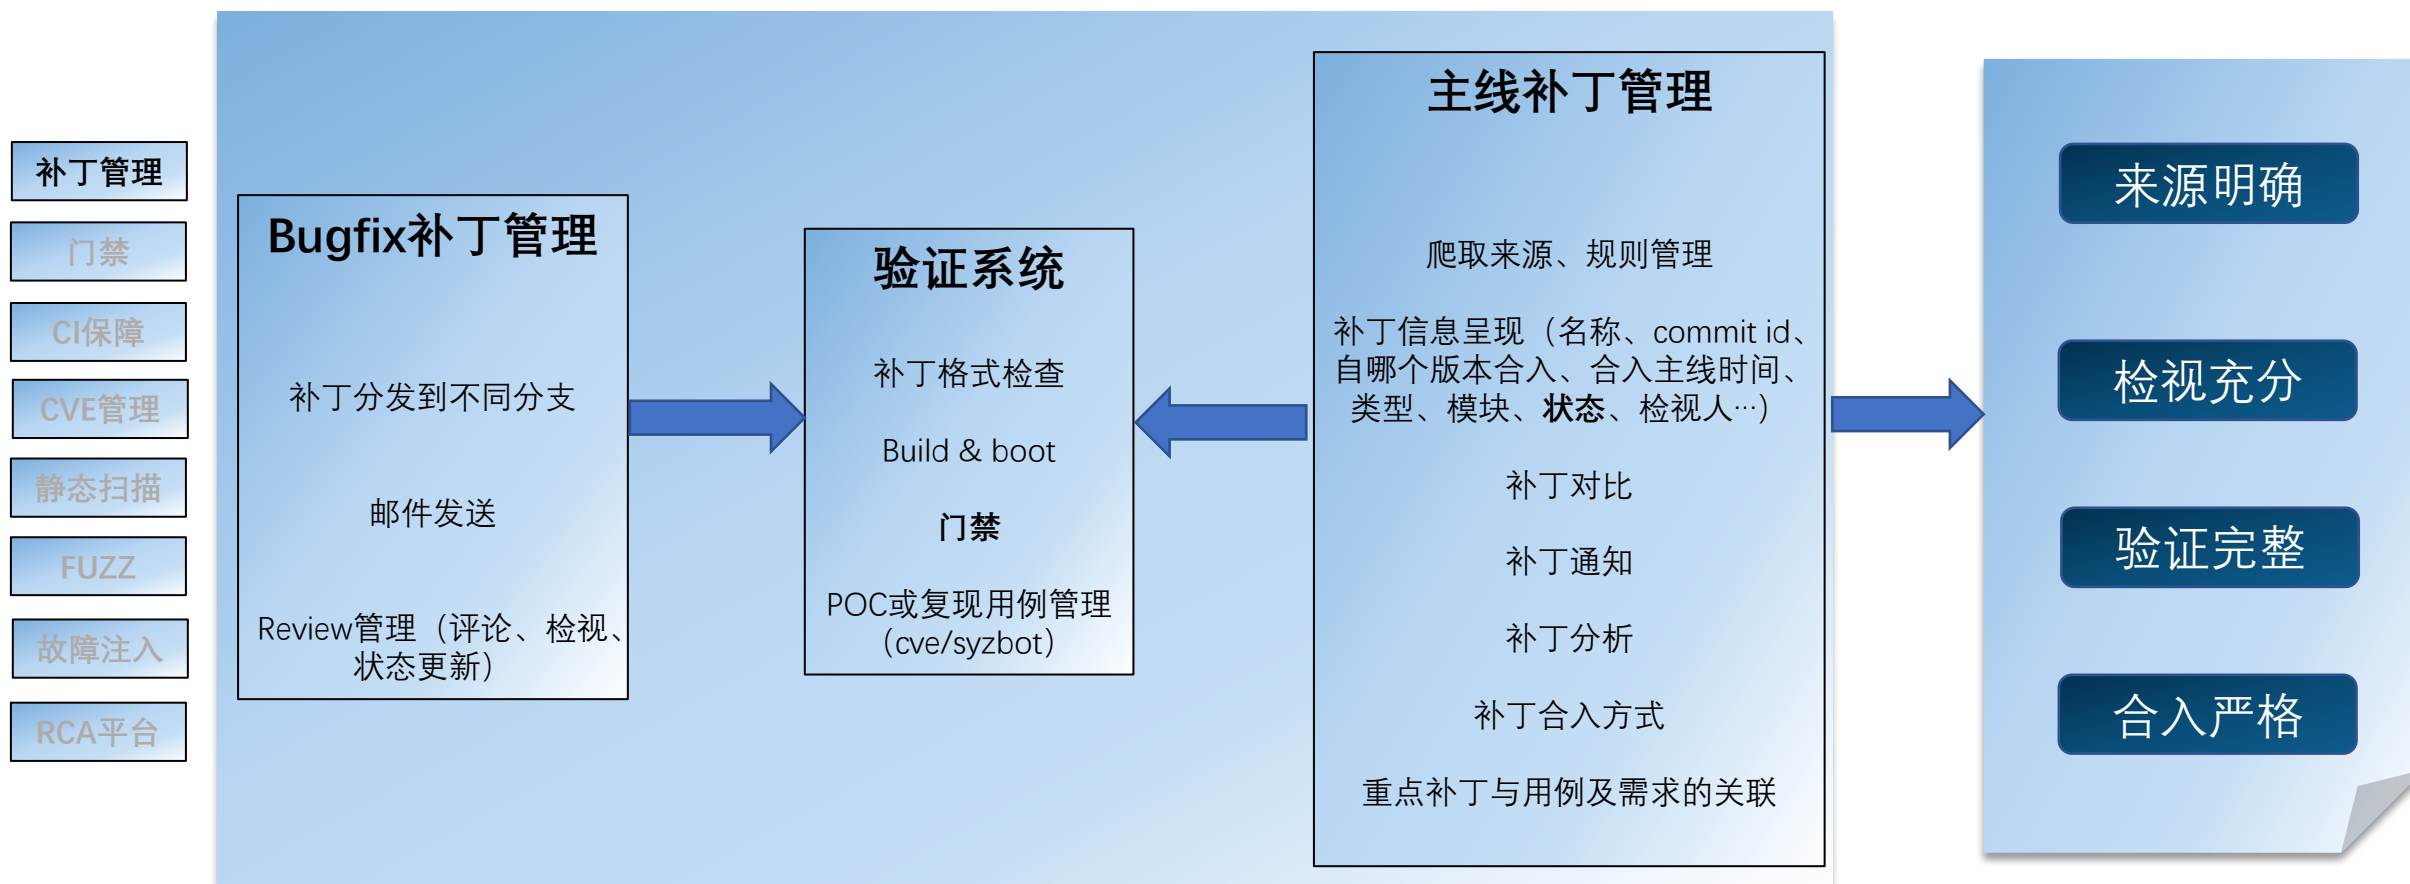 补丁管理
门禁
CI保障
CVE管理
静态扫描
FUZZ
故障注入
RCA平台
Bugfix补丁管理
补丁分发到不同分支
邮件发送
Review管理（评论、检视、
状态更新）
验证系统
补丁格式检查
Build & boot
门禁
POC或复现用例管理
（cve/syzbot）
主线补丁管理
爬取来源、规则管理
补丁信息呈现（名称、commit id、
自哪个版本合入、合入主线时间、
类型、模块、状态、检视人…）
补丁对比
补丁通知
补丁分析
补丁合入方式
重点补丁与用例及需求的关联
来源明确
检视充分
验证完整
合入严格